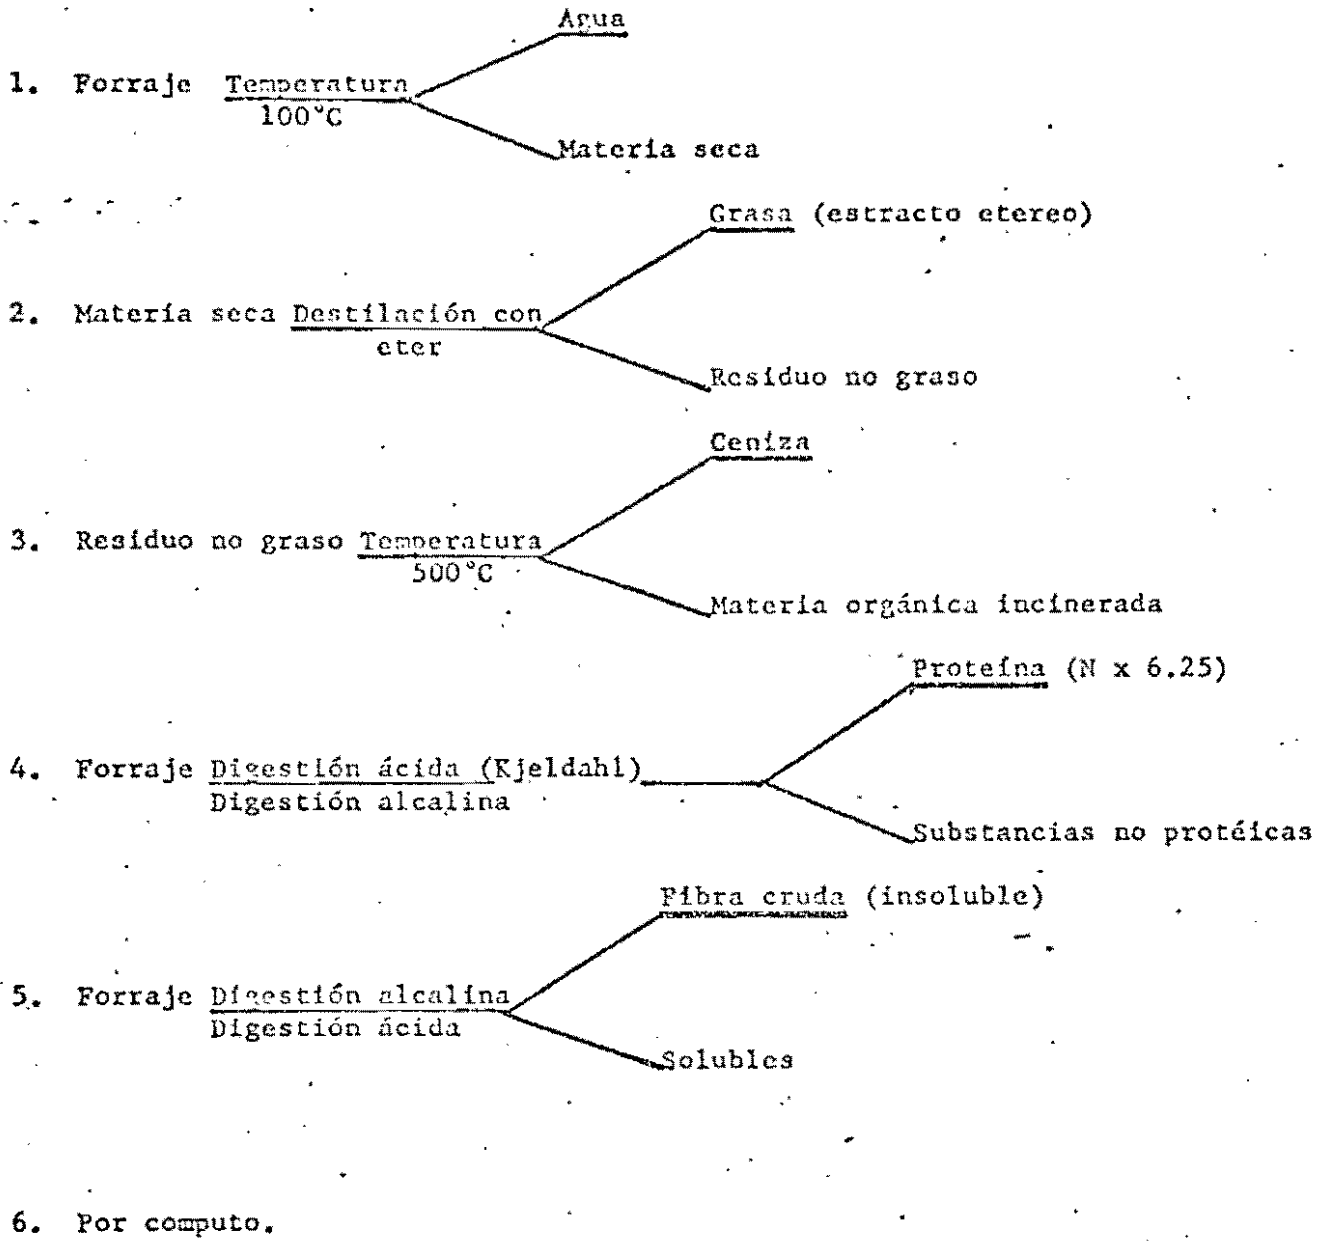 Agua
1. Forraje Temperatura
100°C
Materia seca
Grasa (estracto etereo)
2. Materia seca Destilación con
eter
Residuo no graso
Ceniza
3. Residuo no graso Temperatura
500°C
Materia orgánica incinerada
Proteína (N x 6.25)
4. Forraje Digestión ácida (Kjeldahl)
Digestión alcalina
Substancias no protéicas
Fibra cruda (insoluble)
5. Forraje Digestión alcalina
Digestión ácida
Solubles
6. Por computo.